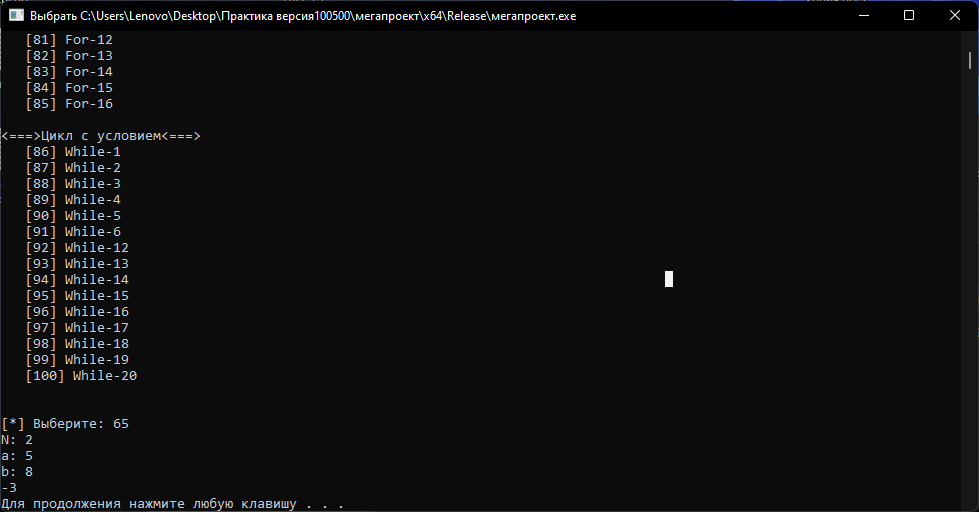 Выбрать C:\Users\Lenovo\Desktop\Практика версия100500\мегапроект\x64\Release\мегапроект.exe
[81] For-12
[82] For-13
[83] For-14
[84] For-15
[85] For-16
<===>Цикл с условием<===>
[86] While-1
[87] While-2
[88] While-3
[89] While-4
[90] While-5
[91] While-6
[92] While-12
[93] While-13
[94] While-14
[95] While-15
[96] While-16
[97] While-17
[98] While-18
[99] While-19
[100] While-20
[*] Выберите: 65
N: 2
a: 5
b: 8
-3
Для продолжения нажмите любую клавишу . . .